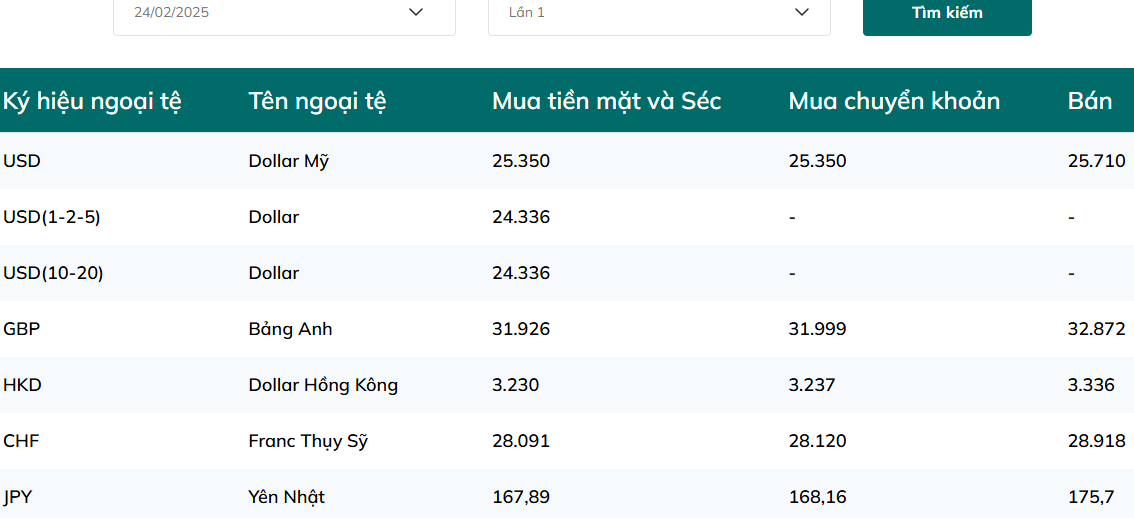 24/02/2025 Lần 1 Tìm kiếm
Ký hiệu ngoại tệ Tên ngoại tệ Mua tiền mặt và Séc Mua chuyển khoản Bán
USD Dollar Mỹ 25.350 25.350 25.710
USD(1-2-5) Dollar 24.336 - -
USD(10-20) Dollar 24.336 - -
GBP Bảng Anh 31.926 31.999 32.872
HKD Dollar Hồng Kông 3.230 3.237 3.336
CHF Franc Thụy Sỹ 28.091 28.120 28.918
JPY Yên Nhật 167,89 168,16 175,7